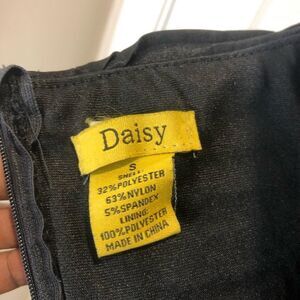 Daisy
S
SHELL
32%POLYESTER
63%NYLON
5%SPANDEX
LINING:
100%POLYESTER
MADE IN CHINA